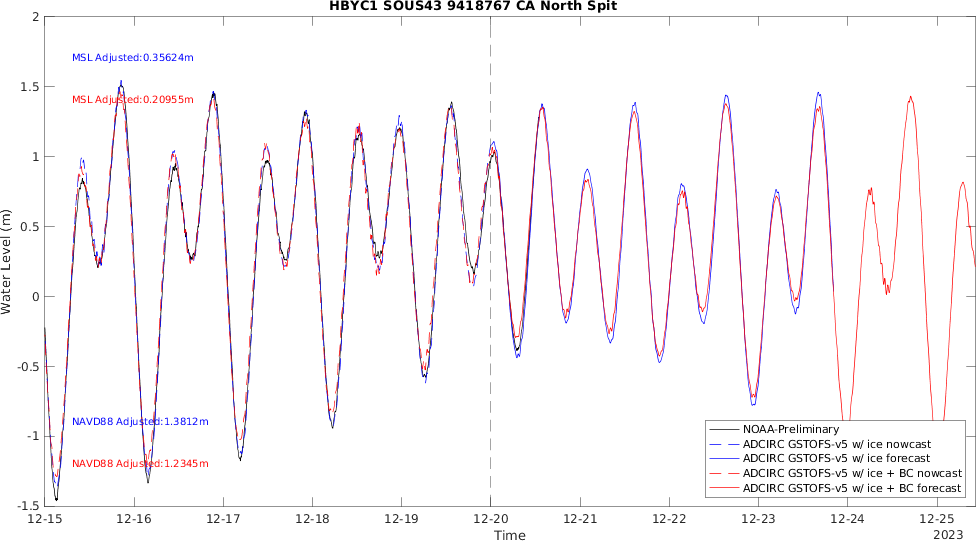 HBYC1 SOUS43 9418767 CA North Spit
2
MSL Adjusted:0.35624m
1.5
MSL Adjusted:0.20955m
1
0.5
Water Level (m)
0
-0.5
NAVD88 Adjusted:1.3812m
-1
NAVD88 Adjusted:1.2345m
-1.5
NOAA-Preliminary
ADCIRC GSTOFS-v5 w/ ice nowcast
ADCIRC GSTOFS-v5 w/ ice forecast
ADCIRC GSTOFS-v5 w/ ice + BC nowcast
ADCIRC GSTOFS-v5 w/ ice + BC forecast
12-15 12-16 12-17 12-18 12-19 12-20 12-21 12-22 12-23 12-24 12-25
Time
2023